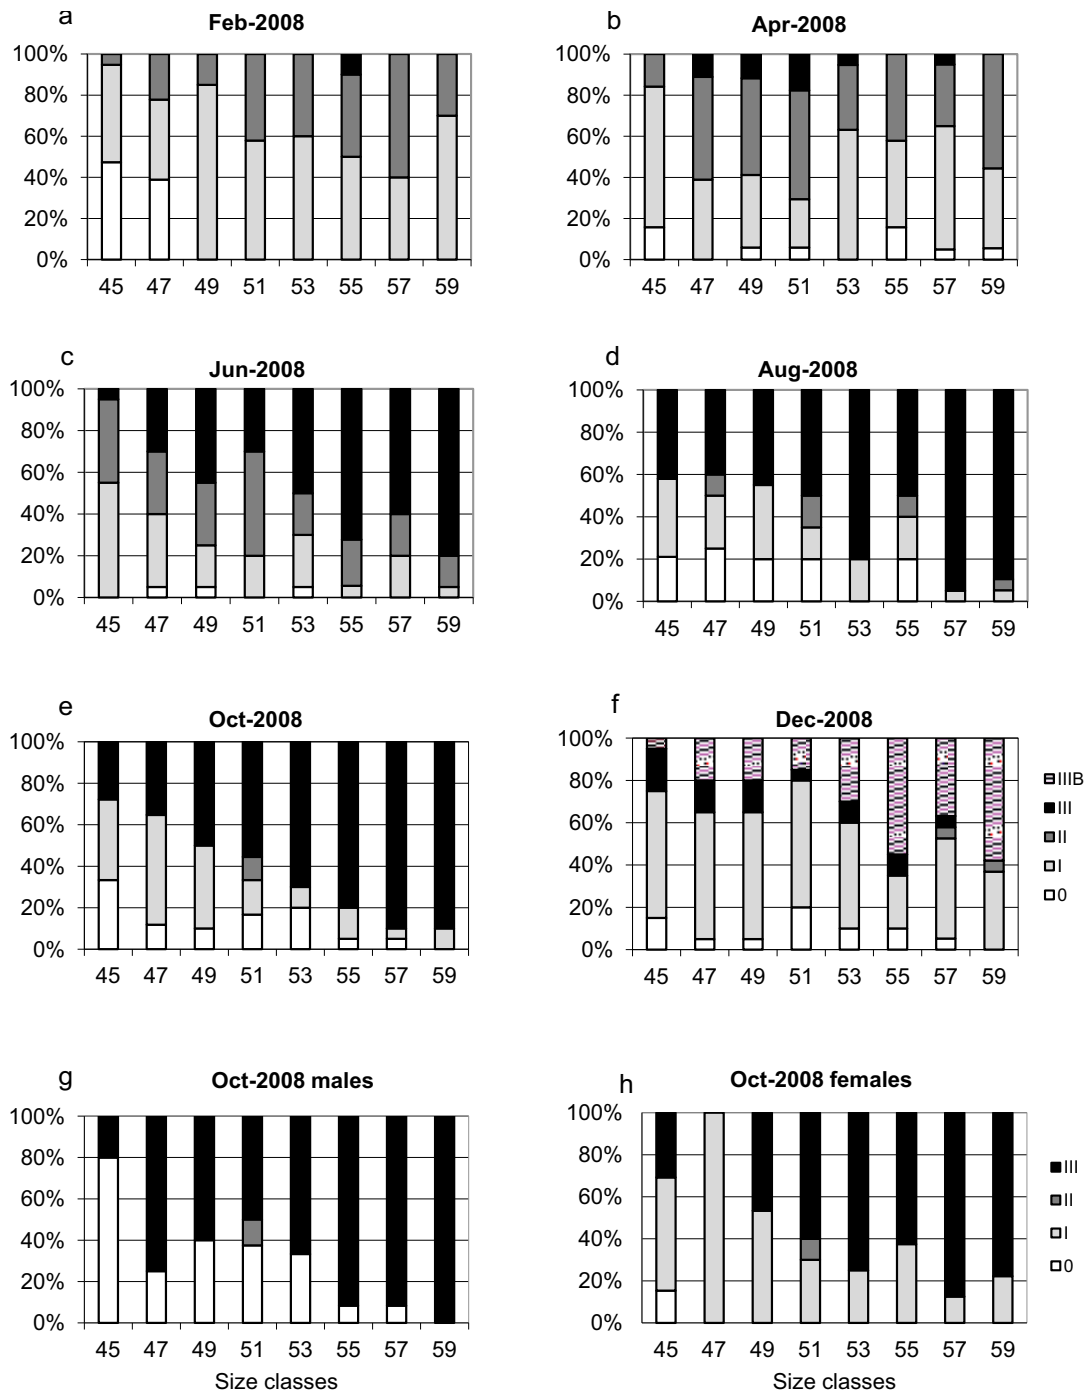 a
Feb-2008
100%
80%
60%
40%
20%
0%
45 47 49 51 53 55 57 59
b
Apr-2008
100%
80%
60%
40%
20%
0%
45 47 49 51 53 55 57 59
c
Jun-2008
100%
80%
60%
40%
20%
0%
45 47 49 51 53 55 57 59
d
Aug-2008
100%
80%
60%
40%
20%
0%
45 47 49 51 53 55 57 59
e
Oct-2008
100%
80%
60%
40%
20%
0%
45 47 49 51 53 55 57 59
f
Dec-2008
100%
80%
60%
40%
20%
0%
45 47 49 51 53 55 57 59
IIIB
III
II
I
0
g
Oct-2008 males
100%
80%
60%
40%
20%
0%
45 47 49 51 53 55 57 59
Size classes
h
Oct-2008 females
100%
80%
60%
40%
20%
0%
45 47 49 51 53 55 57 59
Size classes
III
II
I
0